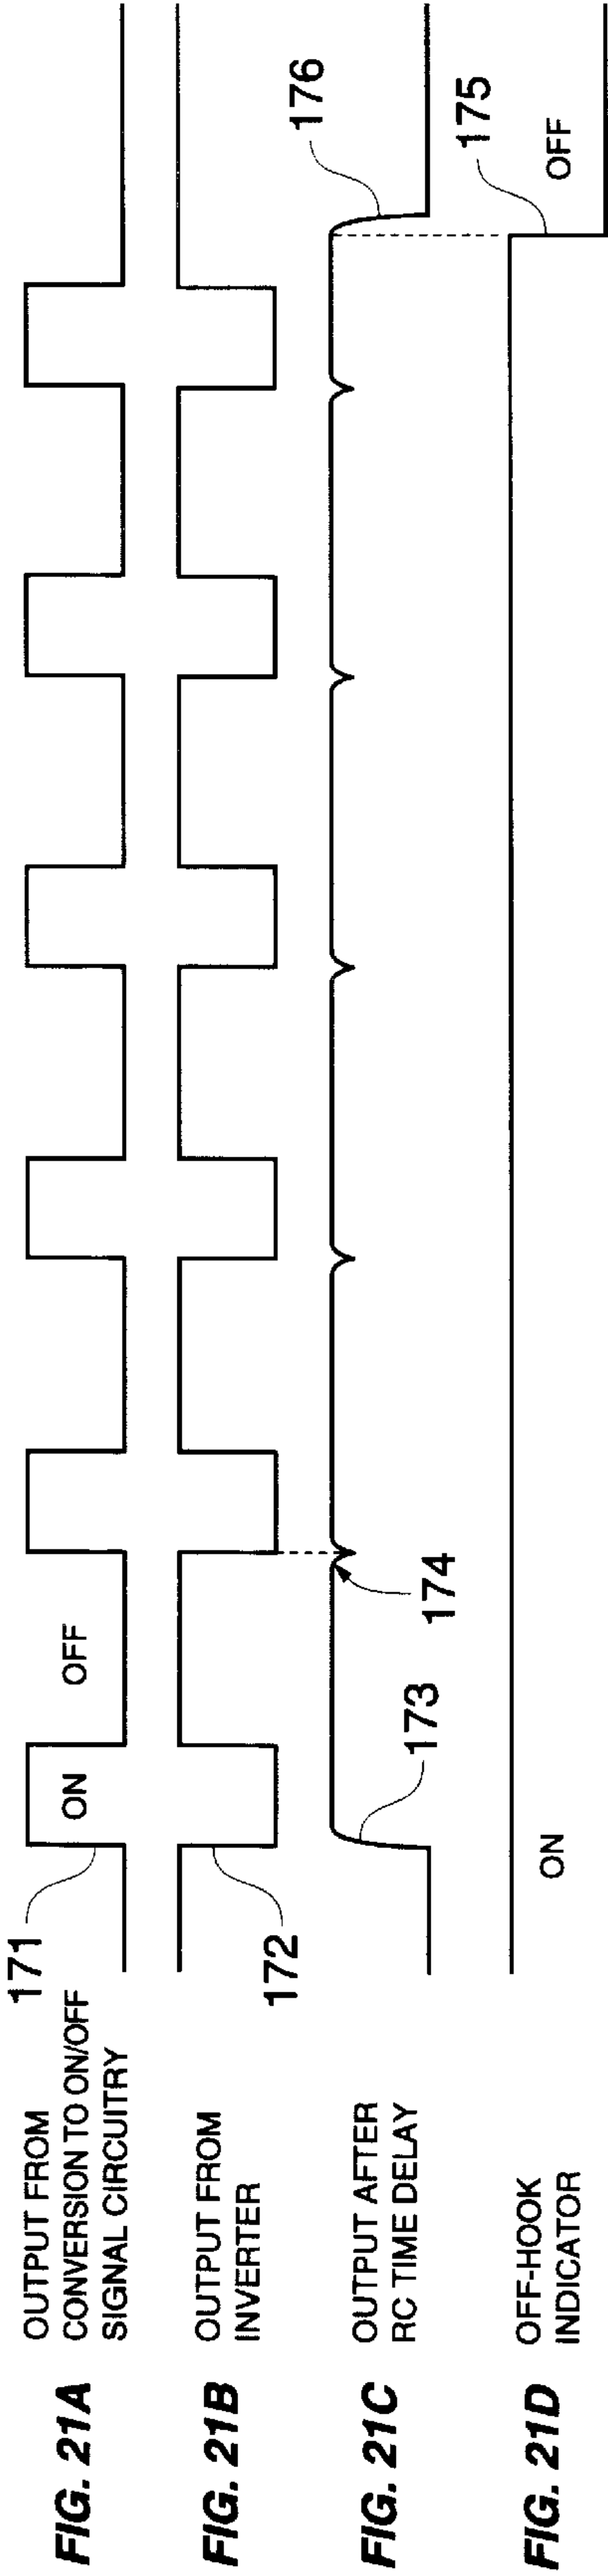 FIG. 21A
OUTPUT FROM
CONVERSION TO ON/OFF
SIGNAL CIRCUITRY
171
ON
OFF
FIG. 21B
OUTPUT FROM
INVERTER
172
FIG. 21C
OUTPUT AFTER
RC TIME DELAY
173
174
176
FIG. 21D
OFF-HOOK
INDICATOR
ON
175
OFF